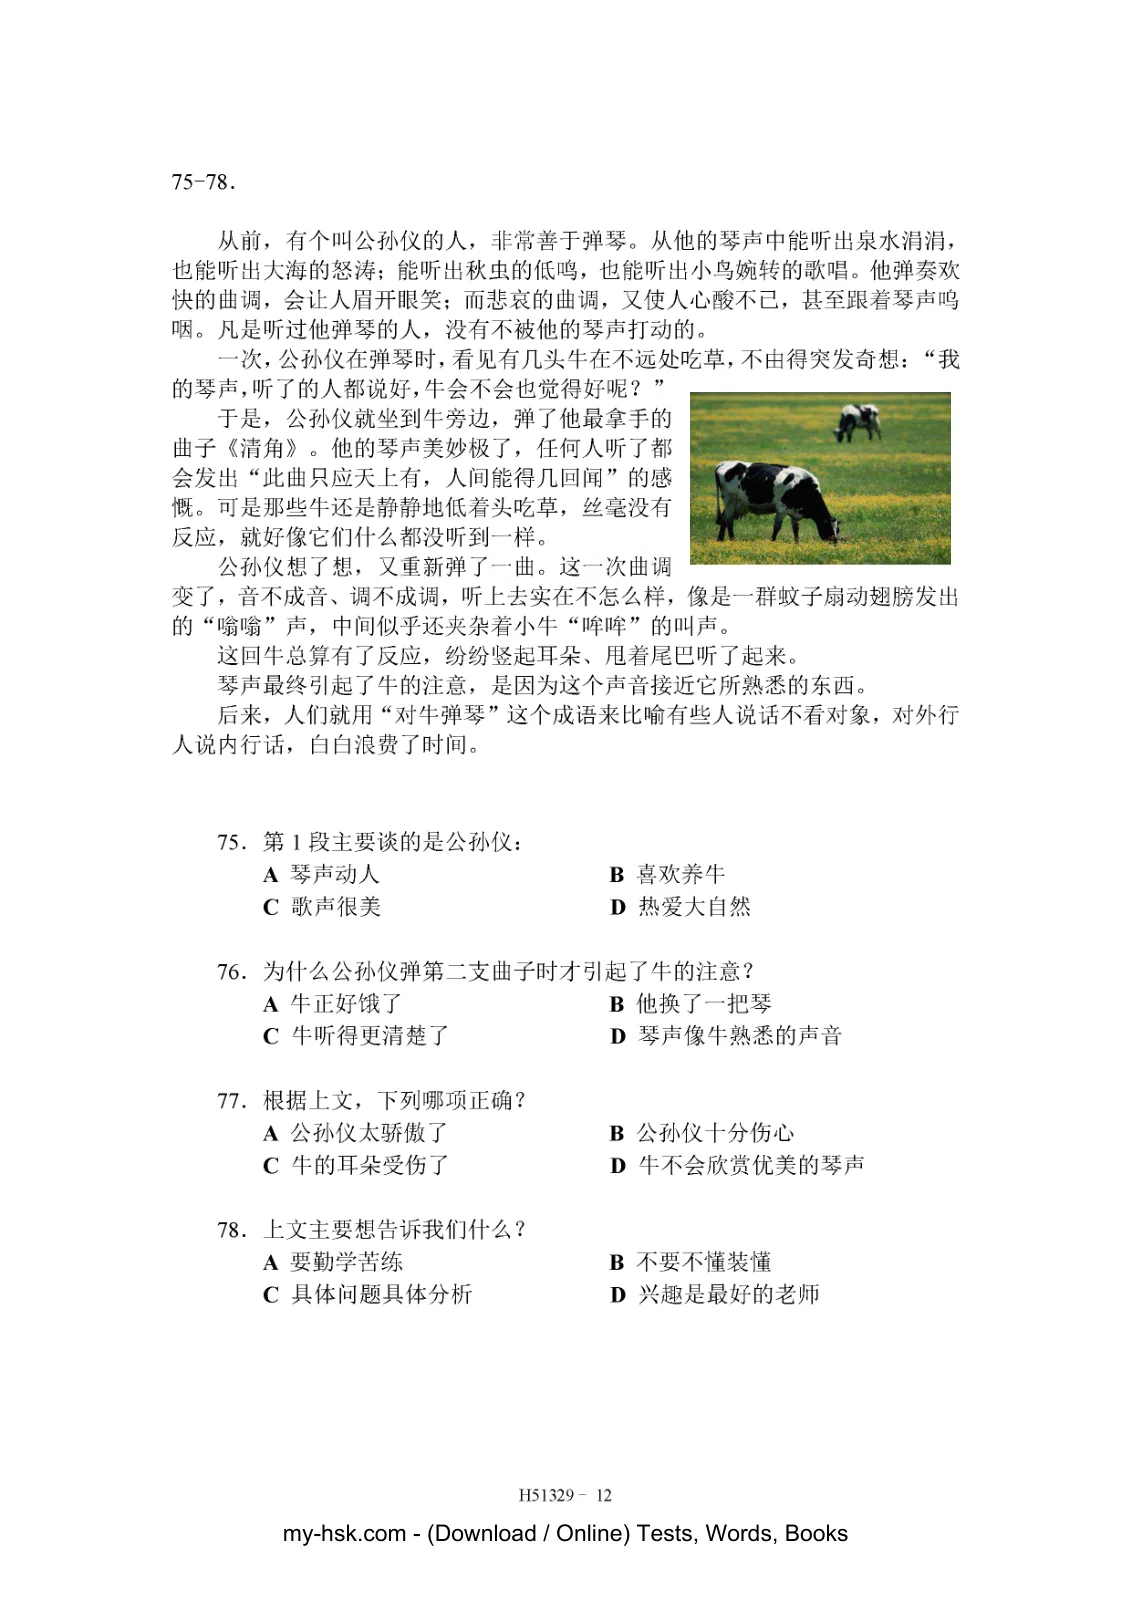 75-78.
从前，有个叫公孙仪的人，非常善于弹琴。从他的琴声中能听出泉水涓涓，
也能听出大海的怒涛；能听出秋虫的低鸣，也能听出小鸟婉转的歌唱。他弹奏欢
快的曲调，会让人眉开眼笑；而悲哀的曲调，又使人心酸不已，甚至跟着琴声呜
咽。凡是听过他弹琴的人，没有不被他的琴声打动的。
一次，公孙仪在弹琴时，看见有几头牛在不远处吃草，不由得突发奇想：“我
的琴声，听了的人都说好，牛会不会也觉得好呢？”
于是，公孙仪就坐到牛旁边，弹了他最拿手的
曲子《清角》。他的琴声美妙极了，任何人听了都
会发出“此曲只应天上有，人间能得几回闻”的感
慨。可是那些牛还是静静地低着头吃草，丝毫没有
反应，就好像它们什么都没听到一样。
公孙仪想了想，又重新弹了一曲。这一次曲调
变了，音不成音、调不成调，听上去实在不怎么样，像是一群蚊子扇动翅膀发出
的“嗡嗡”声，中间似乎还夹杂着小牛“哞哞”的叫声。
这回牛总算有了反应，纷纷竖起耳朵、甩着尾巴听了起来。
琴声最终引起了牛的注意，是因为这个声音接近它所熟悉的东西。
后来，人们就用“对牛弹琴”这个成语来比喻有些人说话不看对象，对外行
人说内行话，白白浪费了时间。
75．第 1 段主要谈的是公孙仪：
A 琴声动人 B 喜欢养牛
C 歌声很美 D 热爱大自然
76．为什么公孙仪弹第二支曲子时才引起了牛的注意？
A 牛正好饿了 B 他换了一把琴
C 牛听得更清楚了 D 琴声像牛熟悉的声音
77．根据上文，下列哪项正确？
A 公孙仪太骄傲了 B 公孙仪十分伤心
C 牛的耳朵受伤了 D 牛不会欣赏优美的琴声
78．上文主要想告诉我们什么？
A 要勤学苦练 B 不要不懂装懂
C 具体问题具体分析 D 兴趣是最好的老师
H51329 - 12
my-hsk.com - (Download / Online) Tests, Words, Books